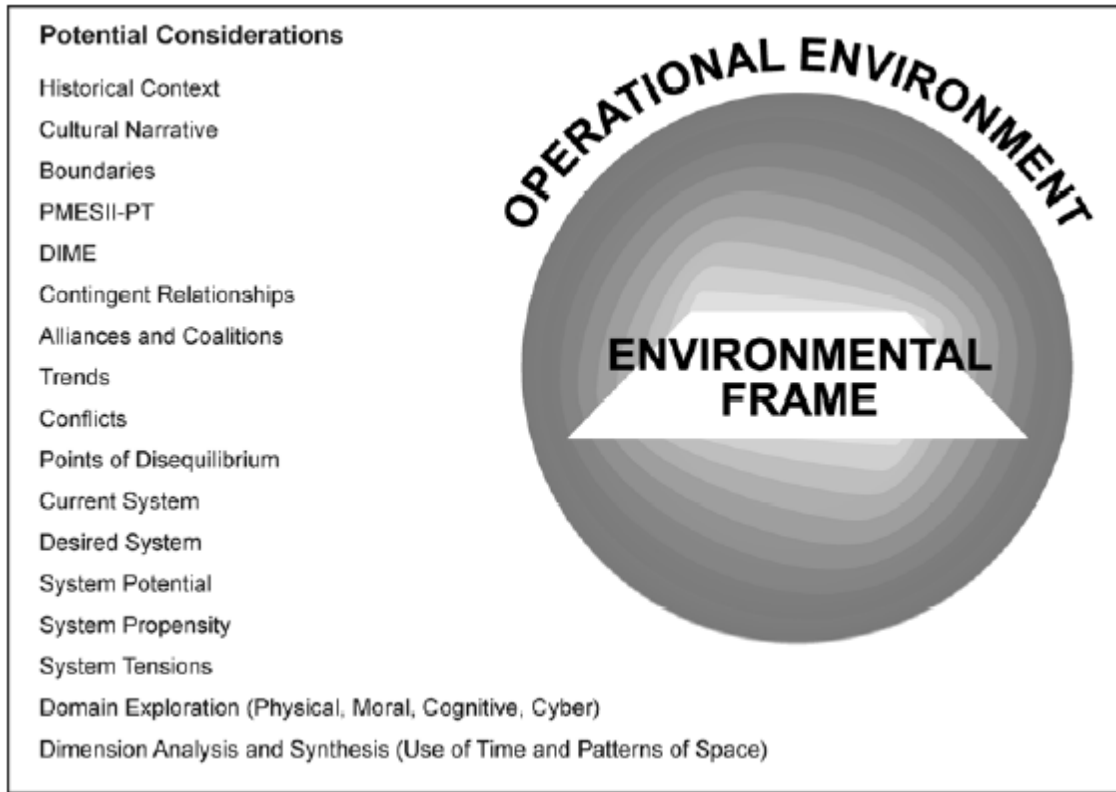 Potential Considerations
Historical Context
Cultural Narrative
Boundaries
PMESII-PT
DIME
Contingent Relationships
Alliances and Coalitions
Trends
Conflicts
Points of Disequilibrium
Current System
Desired System
System Potential
System Propensity
System Tensions
Domain Exploration (Physical, Moral, Cognitive, Cyber)
Dimension Analysis and Synthesis (Use of Time and Patterns of Space)
OPERATIONAL ENVIRONMENT
ENVIRONMENTAL
FRAME